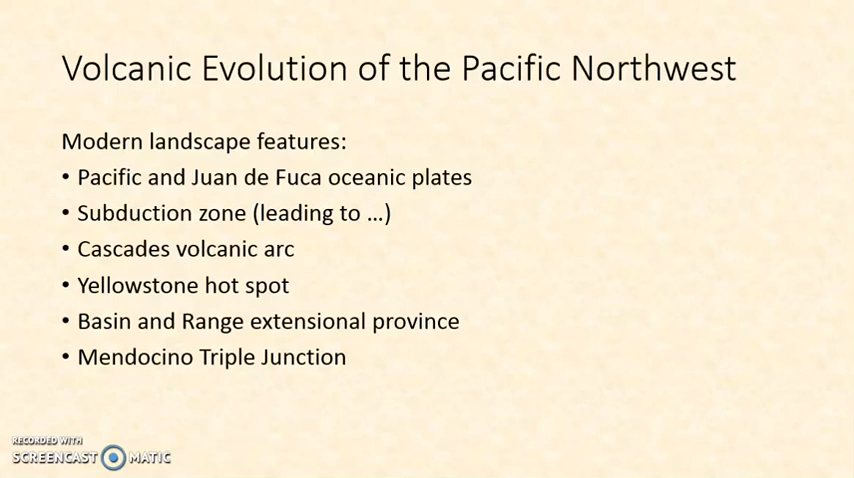 Volcanic Evolution of the Pacific Northwest
Modern landscape features:
• Pacific and Juan de Fuca oceanic plates
• Subduction zone (leading to …)
• Cascades volcanic arc
• Yellowstone hot spot
• Basin and Range extensional province
• Mendocino Triple Junction
RECORDED WITH
SCREENCAST MATIC